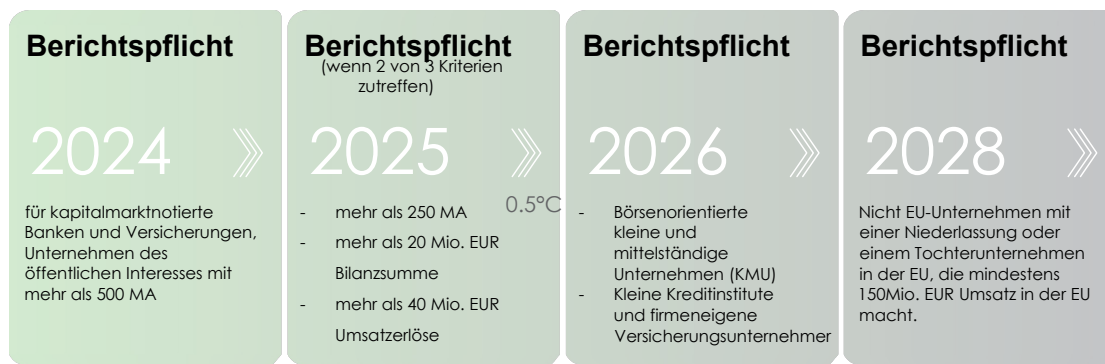 Berichtspflicht
2024
für kapitalmarktnotierte
Banken und Versicherungen,
Unternehmen des
öffentlichen Interesses mit
mehr als 500 MA
Berichtspflicht
(wenn 2 von 3 Kriterien
zutreffen)
2025
- mehr als 250 MA
- mehr als 20 Mio. EUR
Bilanzsumme
- mehr als 40 Mio. EUR
Umsatzerlöse
0.5°C
Berichtspflicht
2026
- Börsenorientierte
kleine und
mittelständige
Unternehmen (KMU)
- Kleine Kreditinstitute
und firmeneigene
Versicherungsunternehmer
Berichtspflicht
2028
Nicht EU-Unternehmen mit
einer Niederlassung oder
einem Tochterunternehmen
in der EU, die mindestens
150Mio. EUR Umsatz in der EU
macht.